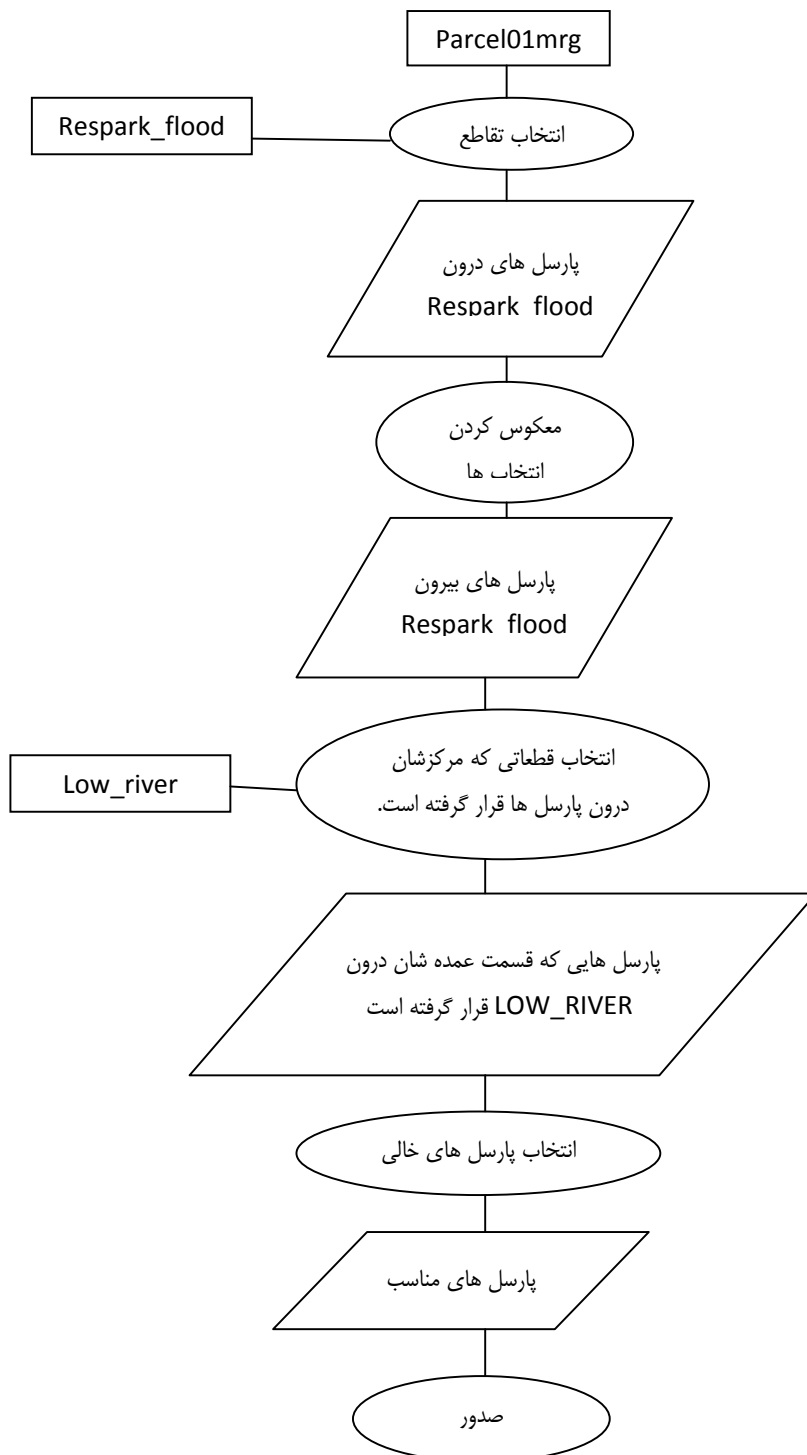 Parcel01mrg
Respark_flood
انتخاب تقاطع
پارسل های درون
Respark_flood
معکوس کردن
انتخاب ها
پارسل های بیرون
Respark_flood
انتخاب قطعاتی که مرکزشان
درون پارسل ها قرار گرفته است.
Low_river
پارسل هایی که قسمت عمده شان درون
LOW_RIVER قرار گرفته است
انتخاب پارسل های خالی
پارسل های مناسب
صدور